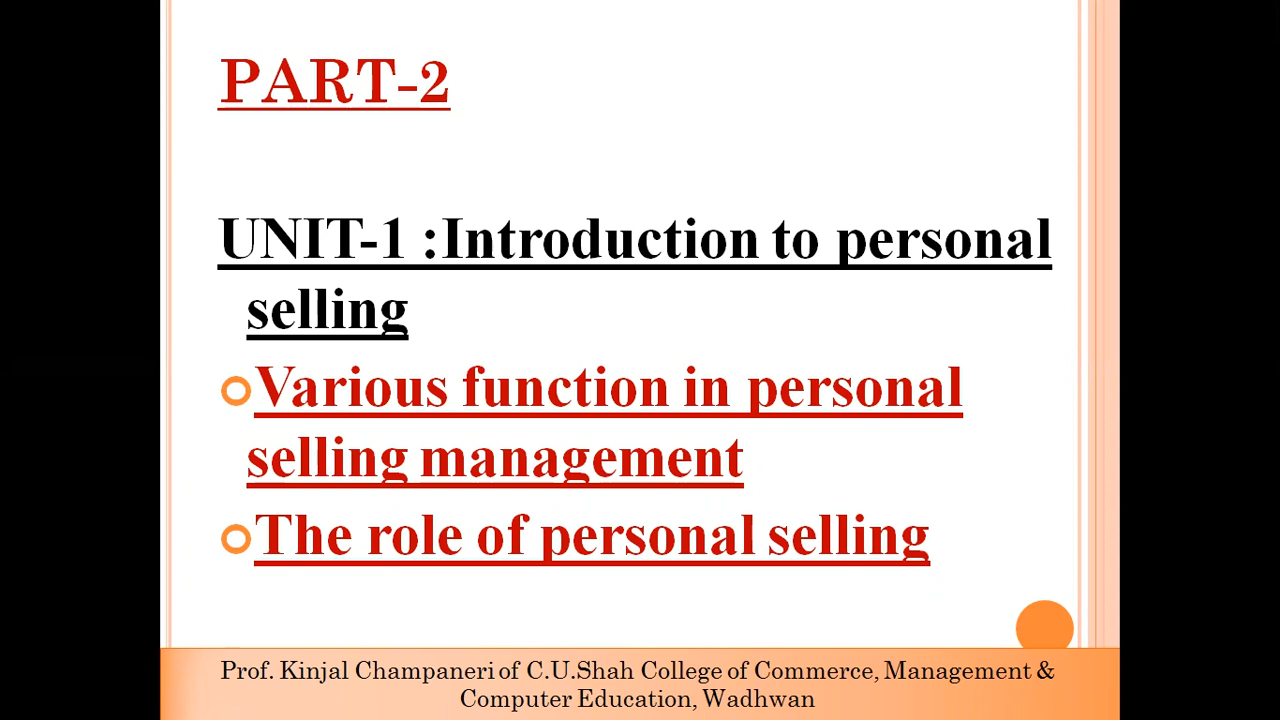 PART-2
UNIT-1 :Introduction to personal
selling
Various function in personal
selling management
The role of personal selling
Prof. Kinjal Champaneri of C.U.Shah College of Commerce, Management &
Computer Education, Wadhwan